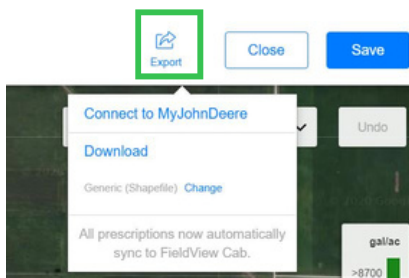 Export
Close
Save
Connect to MyJohnDeere
Undo
Download
Generic (Shapefile) Change
All prescriptions now automatically
sync to FieldView Cab.
gal/ac
>8700